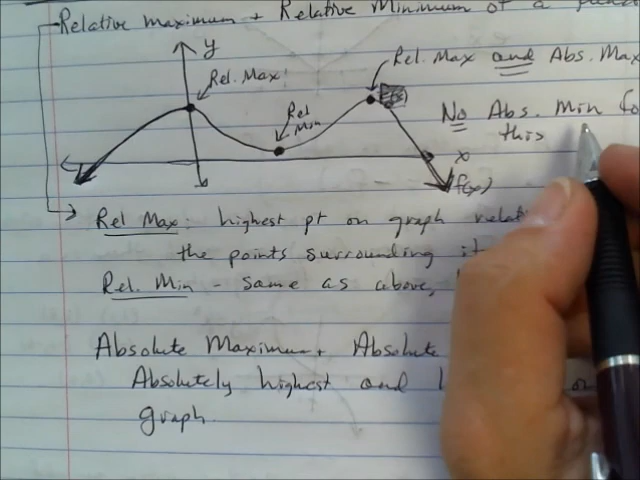 Relative Maximum + Relative Minimum of a
y
Rel. Max and Abs. Max
Rel. Max
Rel
Min
f(x)
No Abs. Min
this
x
f(x)
Rel Max: highest pt on graph
the points surrounding
Rel. Min - same as above,
Absolute Maximum + Absolute
Absolutely highest and
graph.